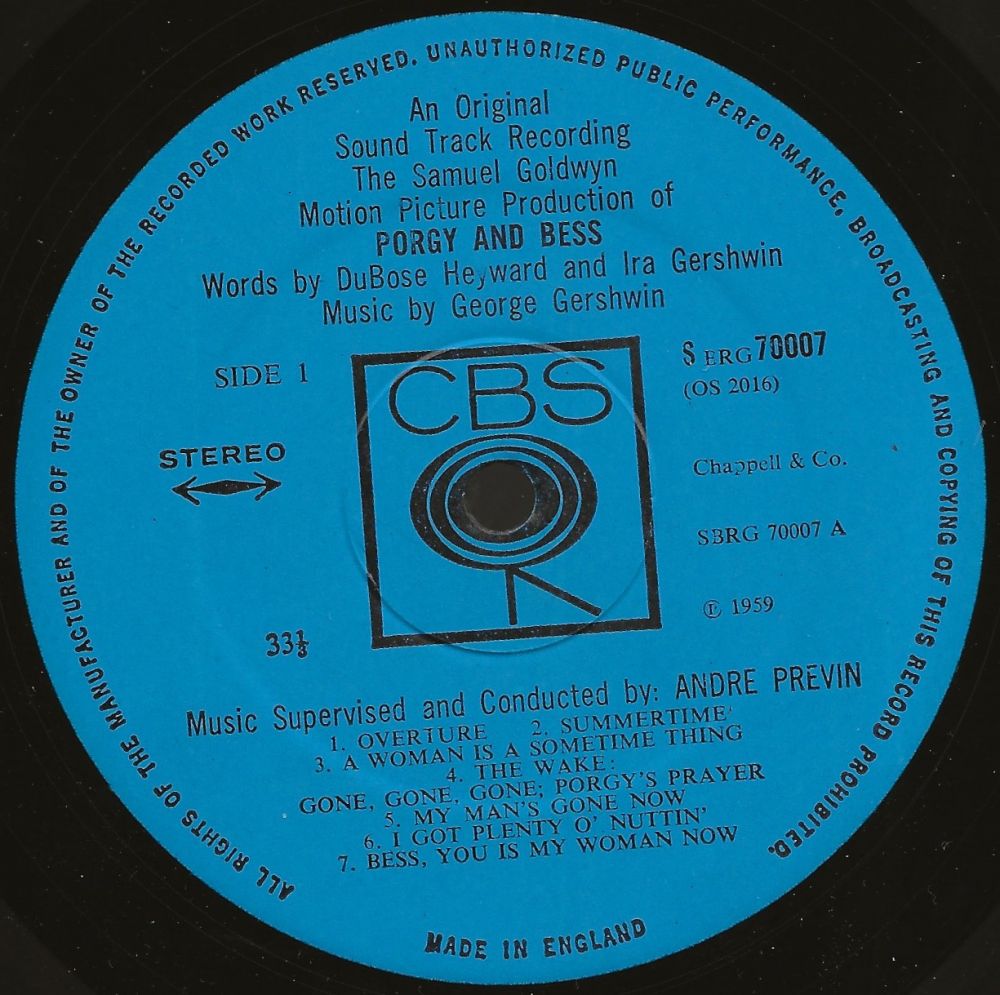 ALL RIGHTS OF THE MANUFACTURER AND OF THE OWNER OF THE RECORDED WORK RESERVED. UNAUTHORIZED PUBLIC PERFORMANCE, BROADCASTING AND COPYING OF THIS RECORD PROHIBITED.
An Original
Sound Track Recording
The Samuel Goldwyn
Motion Picture Production of
PORGY AND BESS
Words by DuBose Heyward and Ira Gershwin
Music by George Gershwin
SIDE 1
CBS
S ERG 70007
(OS 2016)
STEREO
Chappell & Co.
SBRG 70007 A
Ⓟ 1959
33⅓
Music Supervised and Conducted by: ANDRE PREVIN
1. OVERTURE 2. SUMMERTIME
3. A WOMAN IS A SOMETIME THING
4. THE WAKE:
GONE, GONE, GONE; PORGY'S PRAYER
5. MY MAN'S GONE NOW
6. I GOT PLENTY O' NUTTIN'
7. BESS, YOU IS MY WOMAN NOW
MADE IN ENGLAND